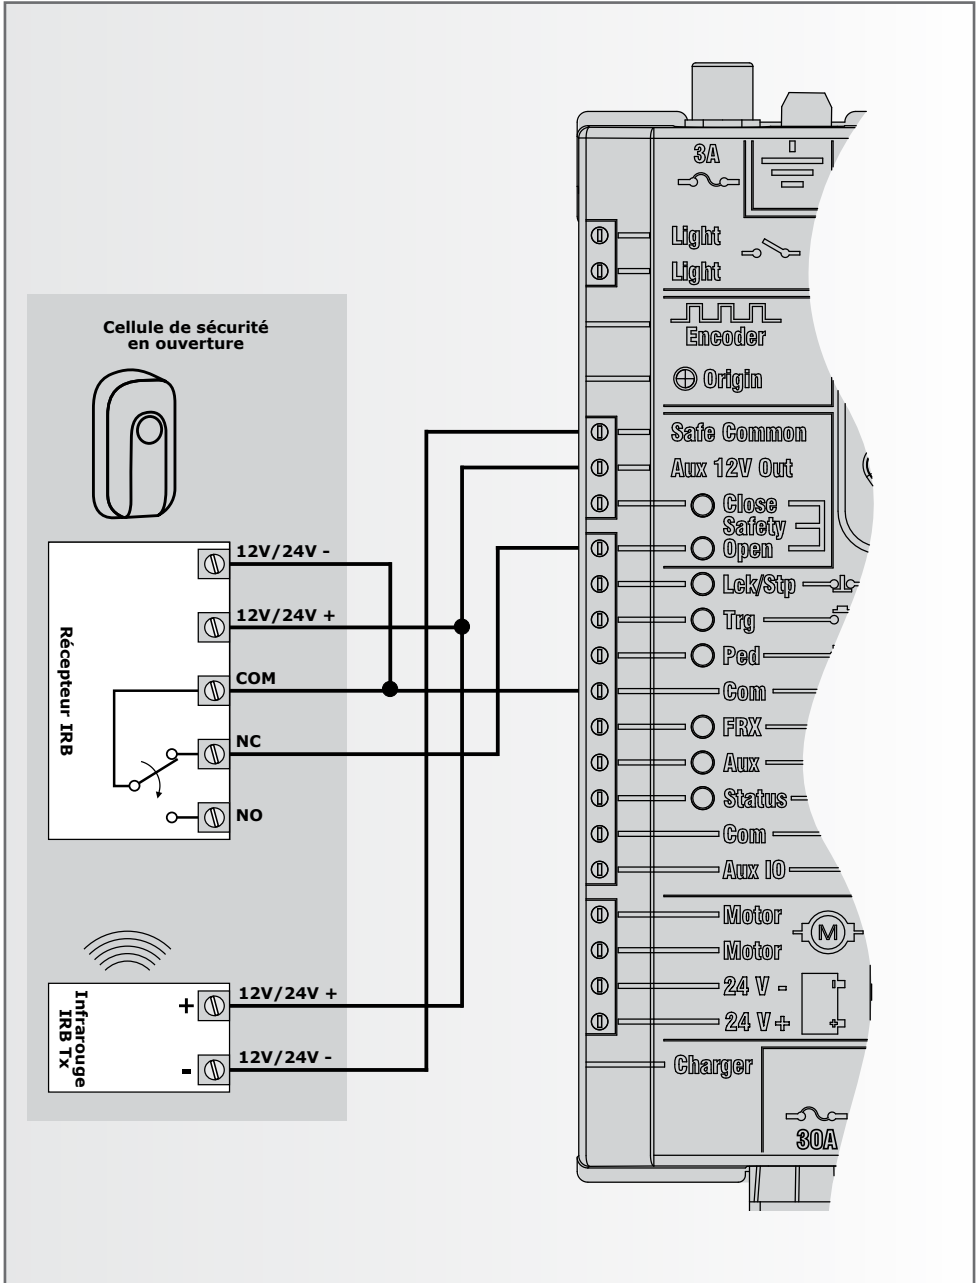 Cellule de sécurité
en ouverture
12V/24V -
12V/24V +
COM
NC
NO
Récepteur IRB
+
12V/24V +
-
12V/24V -
Infrarouge
IRB Tx
3A
Light
Light
Encoder
Origin
Safe Common
Aux 12V Out
Close
Safety
Open
Lck/Stp
Trg
Ped
Com
FRX
Aux
Status
Com
Aux IO
Motor
Motor
M
24 V -
24 V +
Charger
30A